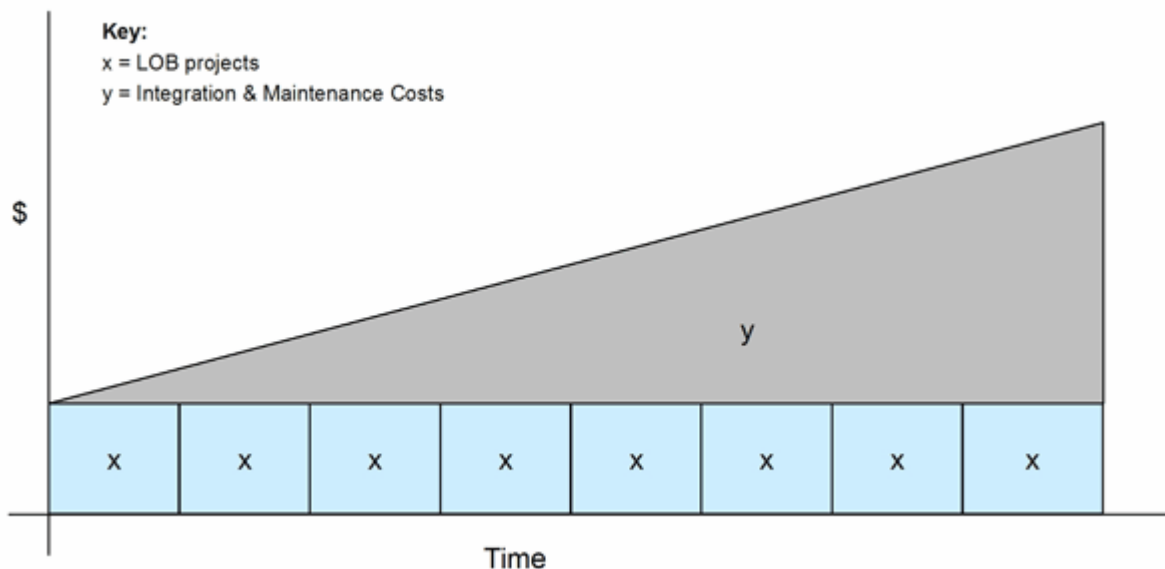 Key:
x = LOB projects
y = Integration & Maintenance Costs
$
y
x x x x x x x x
Time